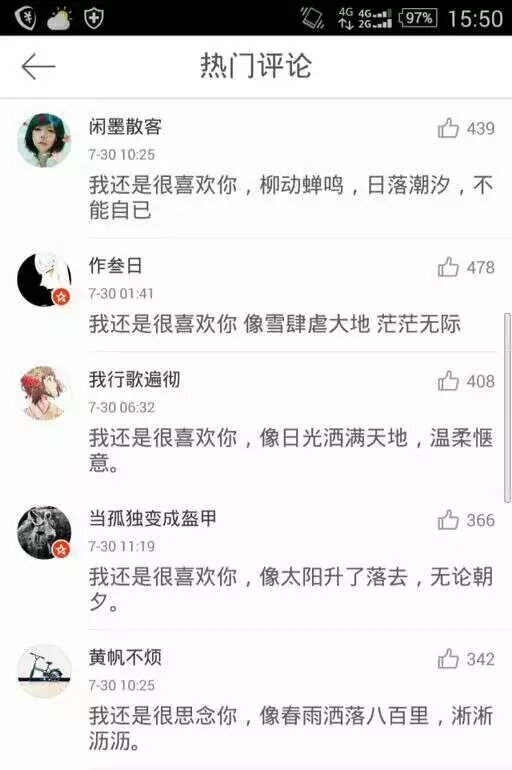 4G 4G 2G 97% 15:50
热门评论
闲墨散客 439
7-30 10:25
我还是很喜欢你，柳动蝉鸣，日落潮汐，不
能自已
作叁日 478
7-30 01:41
我还是很喜欢你 像雪肆虐大地 茫茫无际
我行歌遍彻 408
7-30 06:32
我还是很喜欢你，像日光洒满天地，温柔惬
意。
当孤独变成盔甲 366
7-30 11:19
我还是很喜欢你，像太阳升了落去，无论朝
夕。
黄帆不烦 342
7-30 10:25
我还是很思念你，像春雨洒落八百里，淅淅
沥沥。